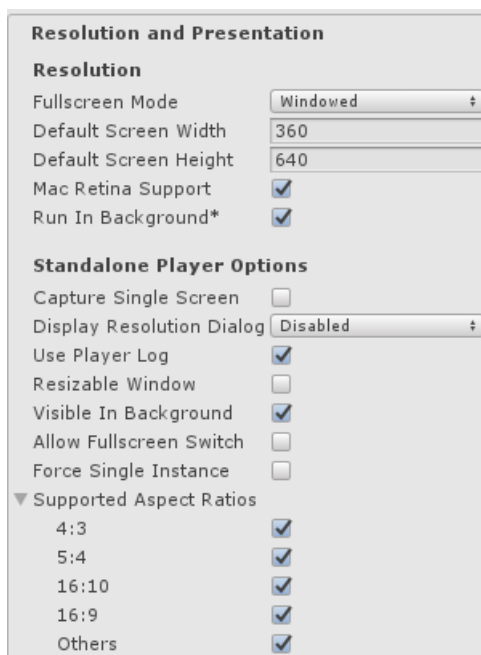 Resolution and Presentation
Resolution
Fullscreen Mode Windowed
Default Screen Width 360
Default Screen Height 640
Mac Retina Support
Run In Background*
Standalone Player Options
Capture Single Screen
Display Resolution Dialog Disabled
Use Player Log
Resizable Window
Visible In Background
Allow Fullscreen Switch
Force Single Instance
Supported Aspect Ratios
4:3
5:4
16:10
16:9
Others